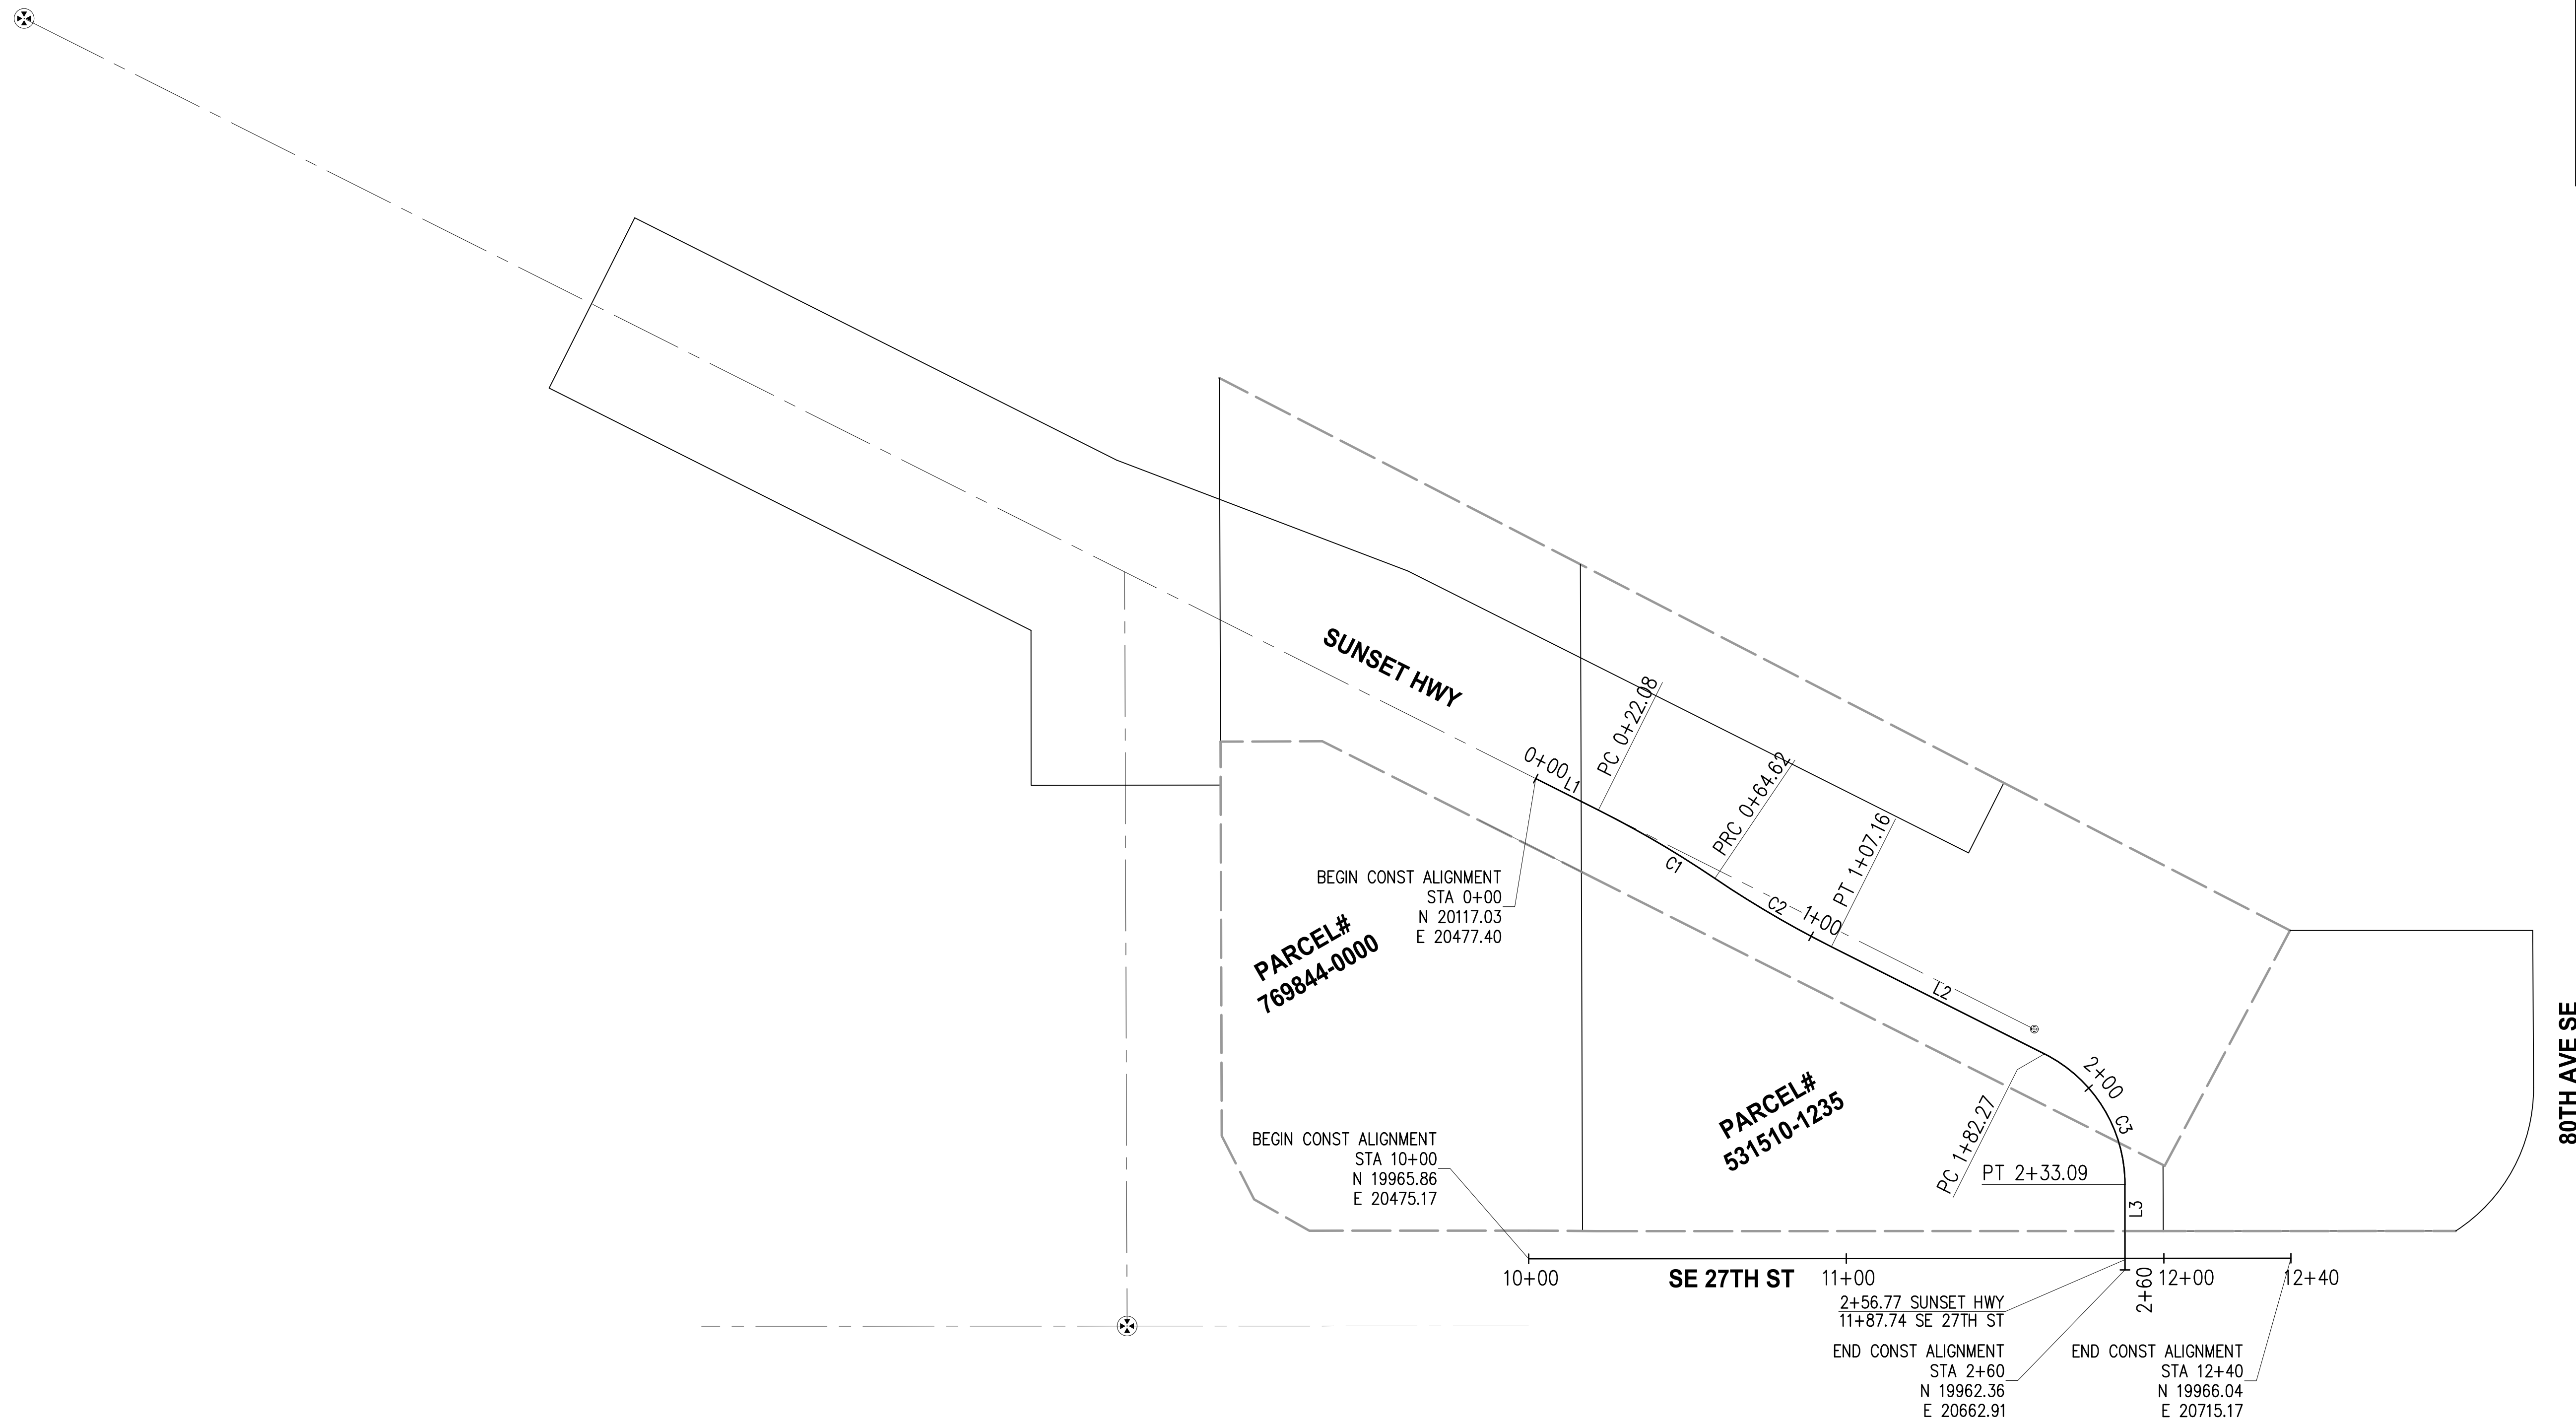 SUNSET HWY
PC 0+22.08
0+00
L1
PRC 0+64.62
C1
PT 1+07.16
C2
1+00
BEGIN CONST ALIGNMENT
STA 0+00
N 20117.03
E 20477.40
PARCEL#
769844-0000
L2
2+00
C3
80TH AVE SE
PARCEL#
531510-1235
PC 1+82.27
PT 2+33.09
L3
BEGIN CONST ALIGNMENT
STA 10+00
N 19965.86
E 20475.17
10+00
SE 27TH ST
11+00
2+60
12+00
12+40
2+56.77 SUNSET HWY
11+87.74 SE 27TH ST
END CONST ALIGNMENT
STA 2+60
N 19962.36
E 20662.91
END CONST ALIGNMENT
STA 12+40
N 19966.04
E 20715.17